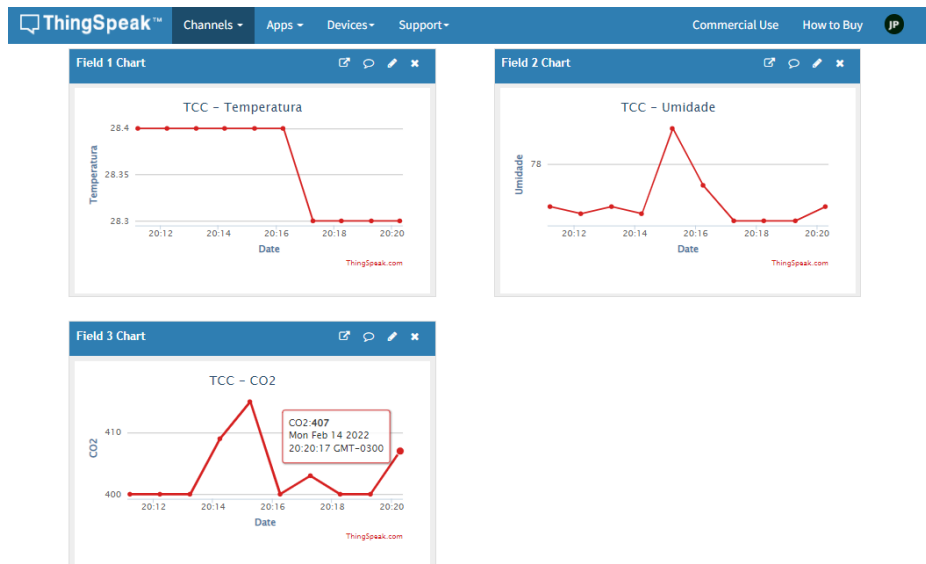 ThingSpeak™ Channels Apps Devices Support Commercial Use How to Buy JP
Field 1 Chart
TCC - Temperatura
Temperatura
28.4
28.35
28.3
20:12 20:14 20:16 20:18 20:20
Date
ThingSpeak.com
Field 2 Chart
TCC - Umidade
Umidade
78
20:12 20:14 20:16 20:18 20:20
Date
ThingSpeak.com
Field 3 Chart
TCC - CO2
CO2
410
400
CO2:407
Mon Feb 14 2022
20:20:17 GMT-0300
20:12 20:14 20:16 20:18 20:20
Date
ThingSpeak.com